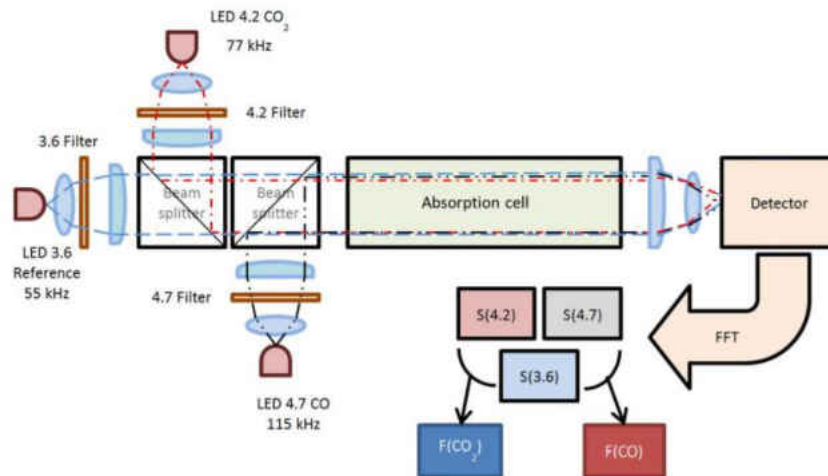 LED 4.2 CO₂
77 kHz
4.2 Filter
3.6 Filter
Beam
splitter
Beam
splitter
Absorption cell
Detector
LED 3.6
Reference
55 kHz
4.7 Filter
LED 4.7 CO
115 kHz
S(4.2)
S(4.7)
FFT
S(3.6)
F(CO₂)
F(CO)